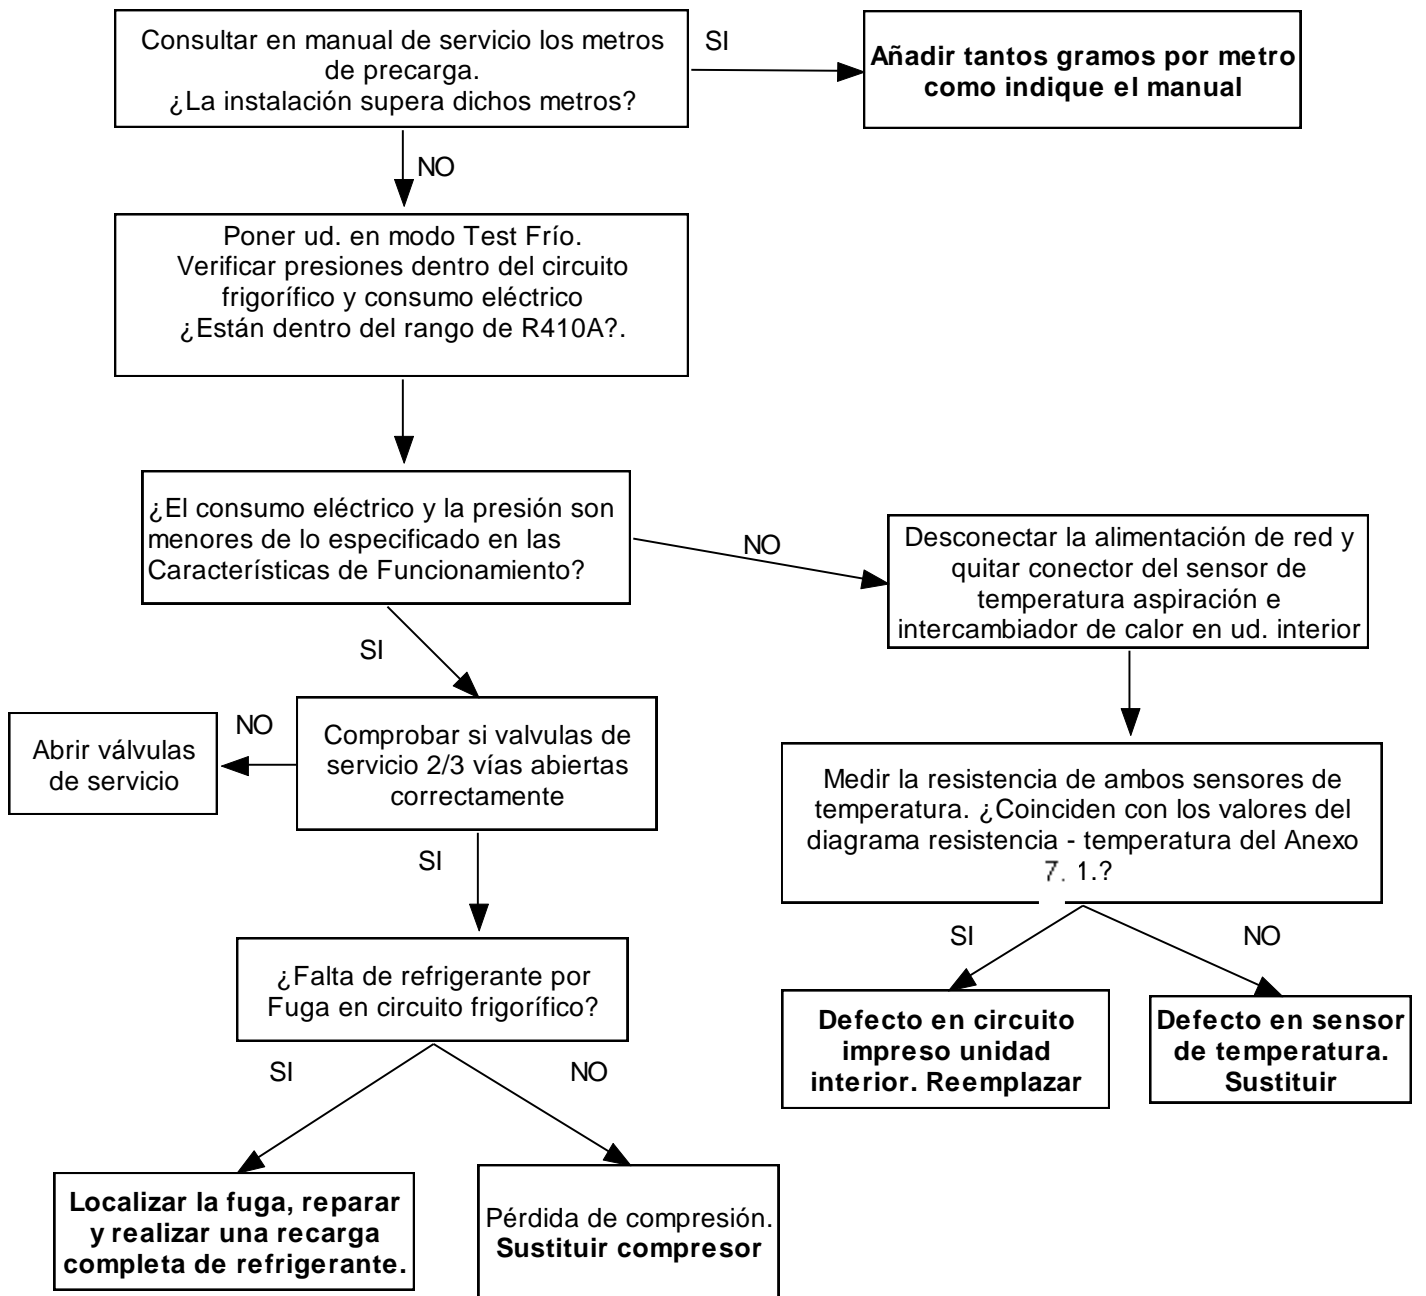 Consultar en manual de servicio los metros
de precarga.
¿La instalación supera dichos metros?
SI
Añadir tantos gramos por metro
como indique el manual
NO
Poner ud. en modo Test Frío.
Verificar presiones dentro del circuito
frigorífico y consumo eléctrico
¿Están dentro del rango de R410A?.
¿El consumo eléctrico y la presión son
menores de lo especificado en las
Características de Funcionamiento?
NO
Desconectar la alimentación de red y
quitar conector del sensor de
temperatura aspiración e
intercambiador de calor en ud. interior
SI
Comprobar si valvulas de
servicio 2/3 vías abiertas
correctamente
NO
Abrir válvulas
de servicio
Medir la resistencia de ambos sensores de
temperatura. ¿Coinciden con los valores del
diagrama resistencia - temperatura del Anexo
7. 1.?
SI
¿Falta de refrigerante por
Fuga en circuito frigorífico?
SI
NO
Defecto en circuito
impreso unidad
interior. Reemplazar
Defecto en sensor
de temperatura.
Sustituir
SI
NO
Localizar la fuga, reparar
y realizar una recarga
completa de refrigerante.
Pérdida de compresión.
Sustituir compresor